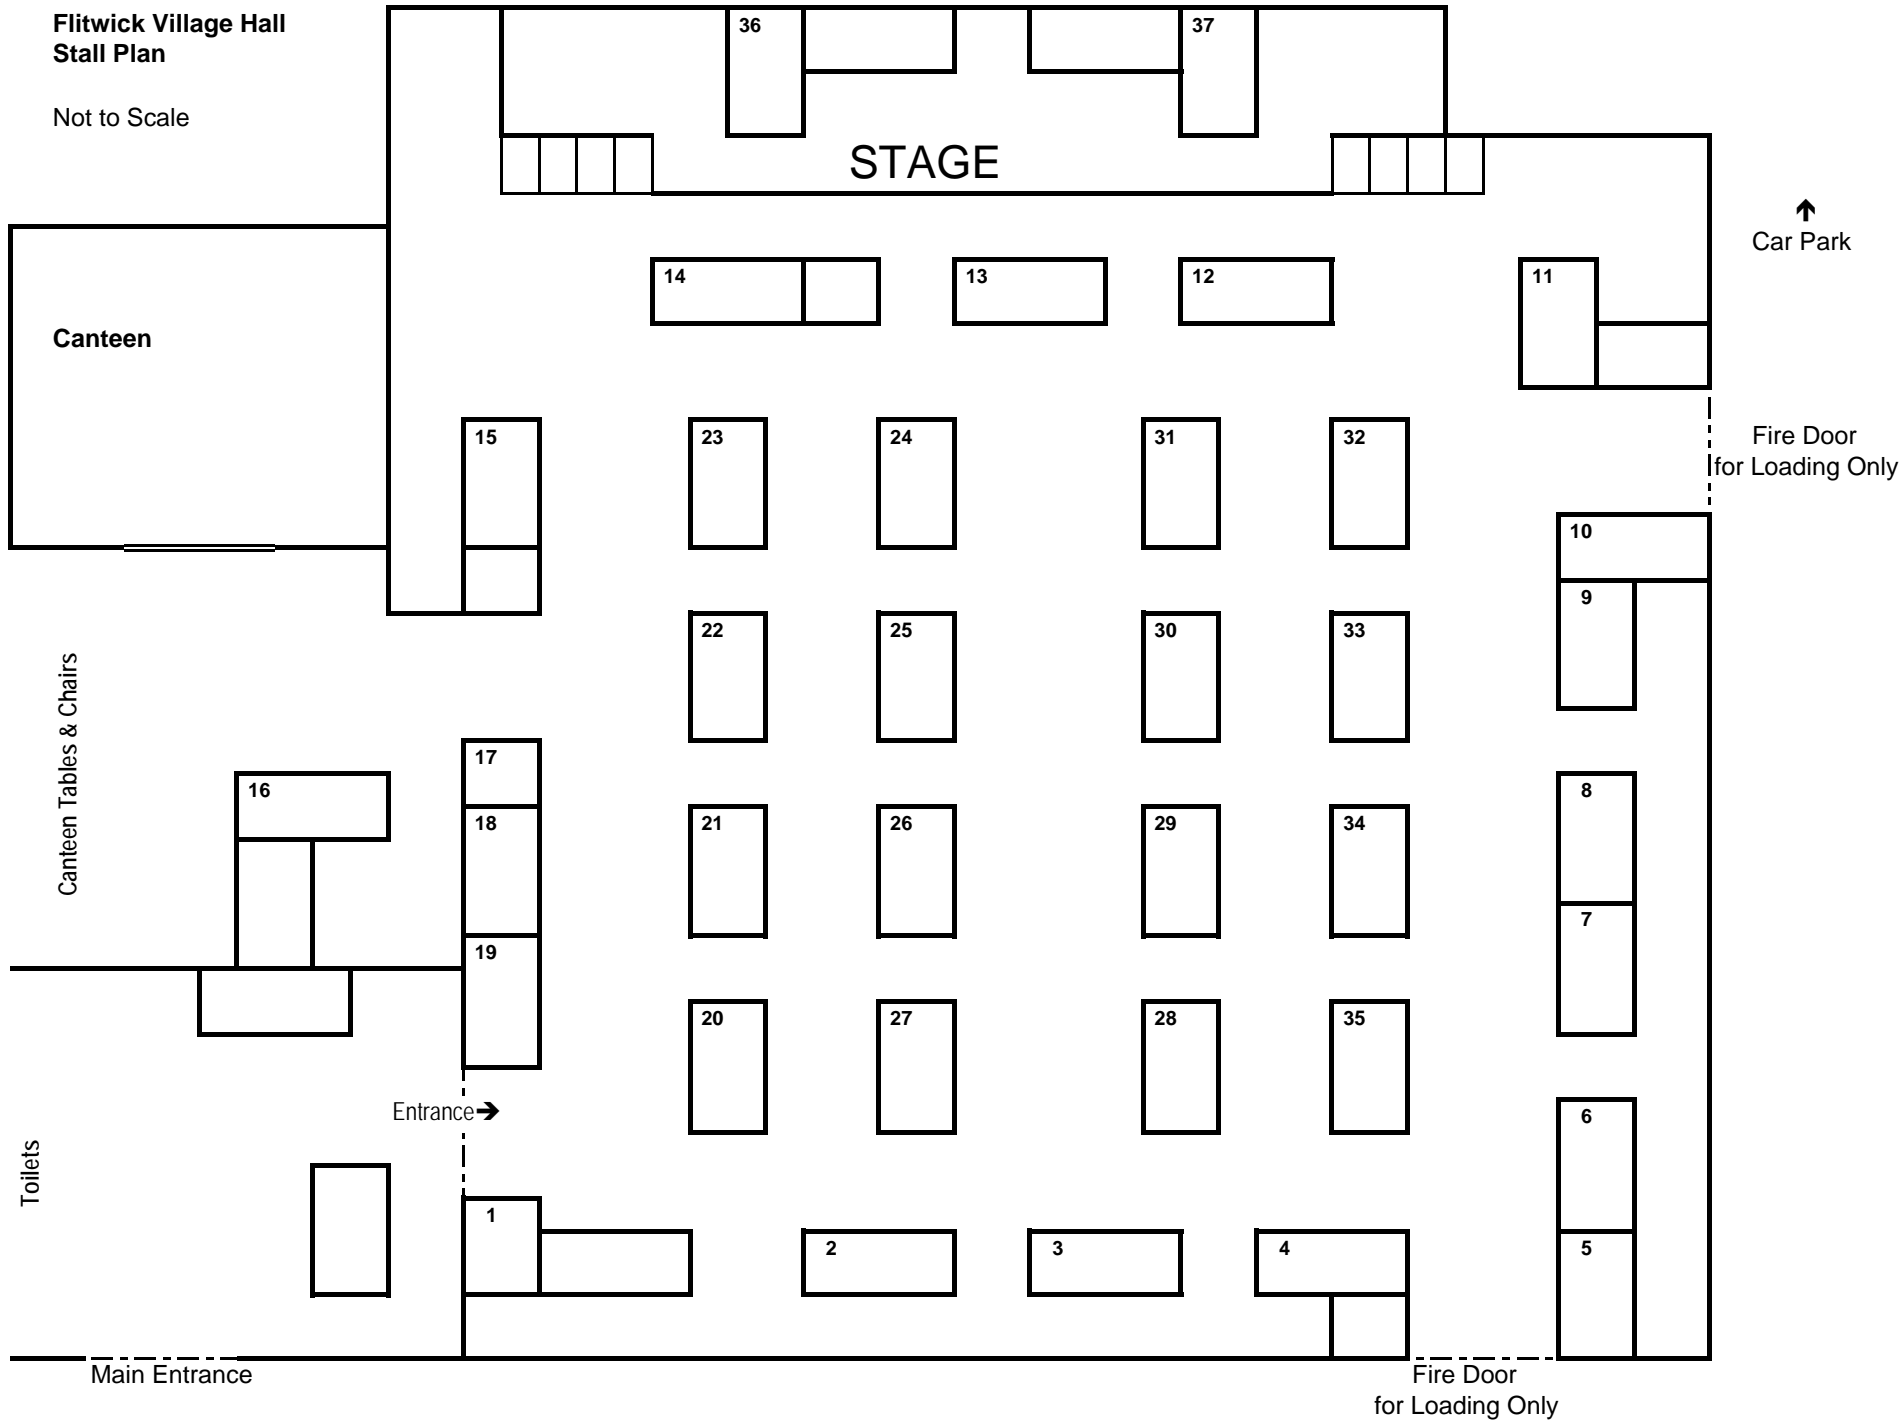 Flitwick Village Hall
Stall Plan
Not to Scale
36
37
STAGE
Car Park
14
13
12
11
Canteen
15
23
24
31
32
Fire Door
for Loading Only
10
9
22
25
30
33
Canteen Tables & Chairs
17
16
8
18
21
26
29
34
7
19
20
27
28
35
Entrance➔
6
Toilets
1
2
3
4
5
Main Entrance
Fire Door
for Loading Only